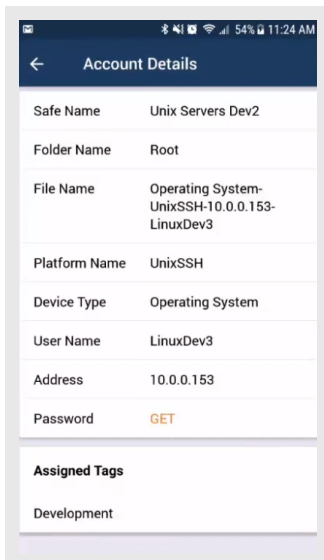 54% 11:24 AM
Account Details
Safe Name Unix Servers Dev2
Folder Name Root
File Name Operating System-
UnixSSH-10.0.0.153-
LinuxDev3
Platform Name UnixSSH
Device Type Operating System
User Name LinuxDev3
Address 10.0.0.153
Password GET
Assigned Tags
Development